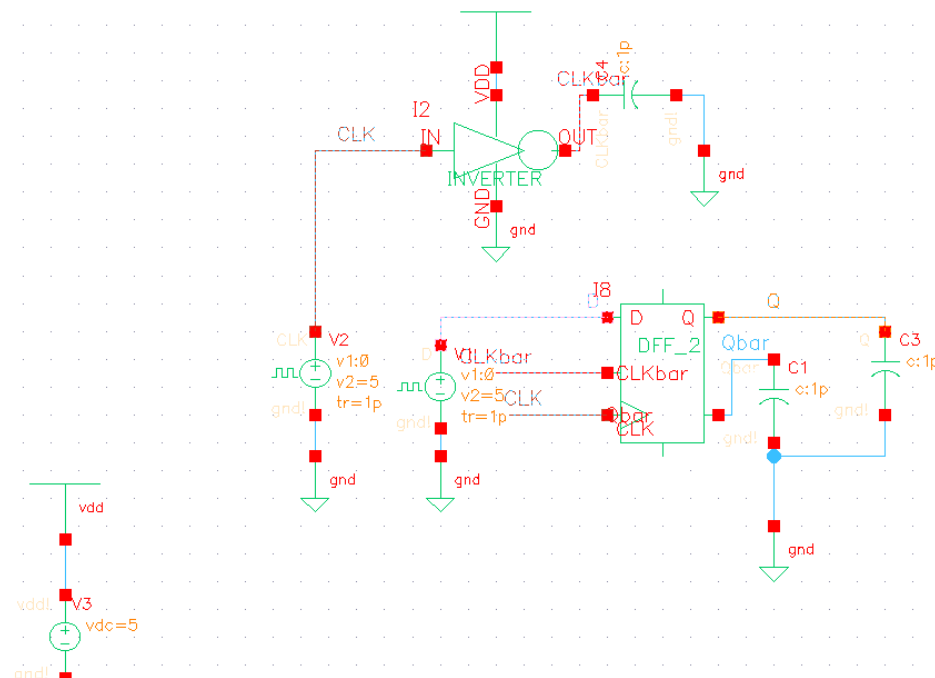 CLKbar
C4
c:1p
VDD
I2
CLK
IN
OUT
CLKbar
gnd!
INVERTER
gnd
GND
gnd
I8
D
Q
D
Q
CLK
V2
DFF_2
Qbar
Q
C3
D
CLKbar
Qbar
C1
c:1p
v1:0
v2=5
tr=1p
v1:0
v2=5
tr=1p
CLKbar
c:1p
CLK
gnd!
gnd!
Qbar
CLK
gnd!
gnd!
gnd
gnd
vdd
gnd
vdd!
V3
vdc=5
gnd!